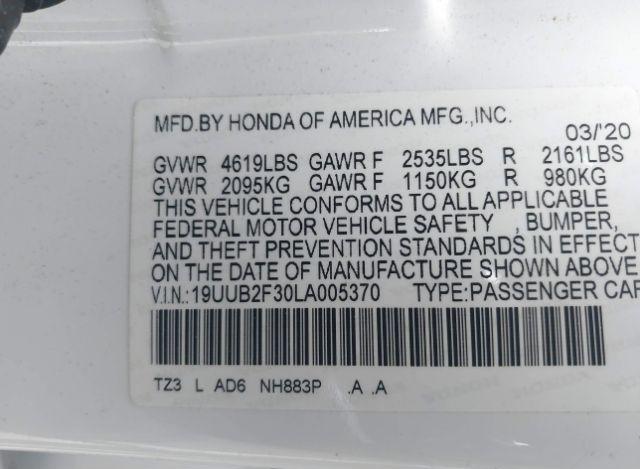 MFD.BY HONDA OF AMERICA MFG.,INC.
03/'20
GVWR 4619LBS GAWR F 2535LBS R 2161LBS
GVWR 2095KG GAWR F 1150KG R 980KG
THIS VEHICLE CONFORMS TO ALL APPLICABLE
FEDERAL MOTOR VEHICLE SAFETY , BUMPER,
AND THEFT PREVENTION STANDARDS IN EFFECT
ON THE DATE OF MANUFACTURE SHOWN ABOVE.
V.I.N.:19UUB2F30LA005370 TYPE:PASSENGER CAR
TZ3 L AD6 NH883P .A .A